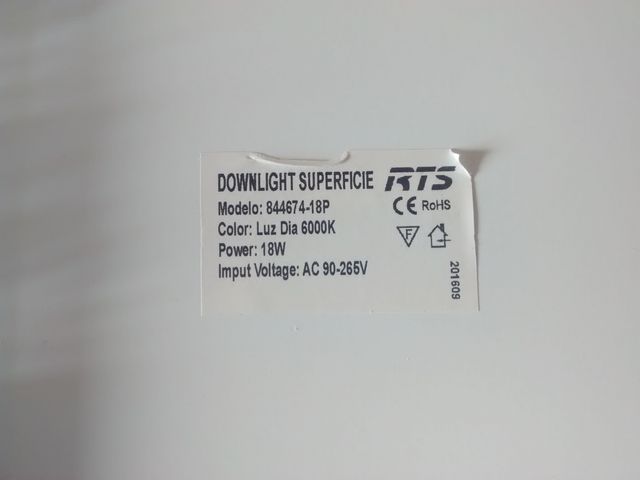 DOWNLIGHT SUPERFICIE RTS
Modelo: 844674-18P CE RoHS
Color: Luz Dia 6000K
Power: 18W F
Imput Voltage: AC 90-265V
201609